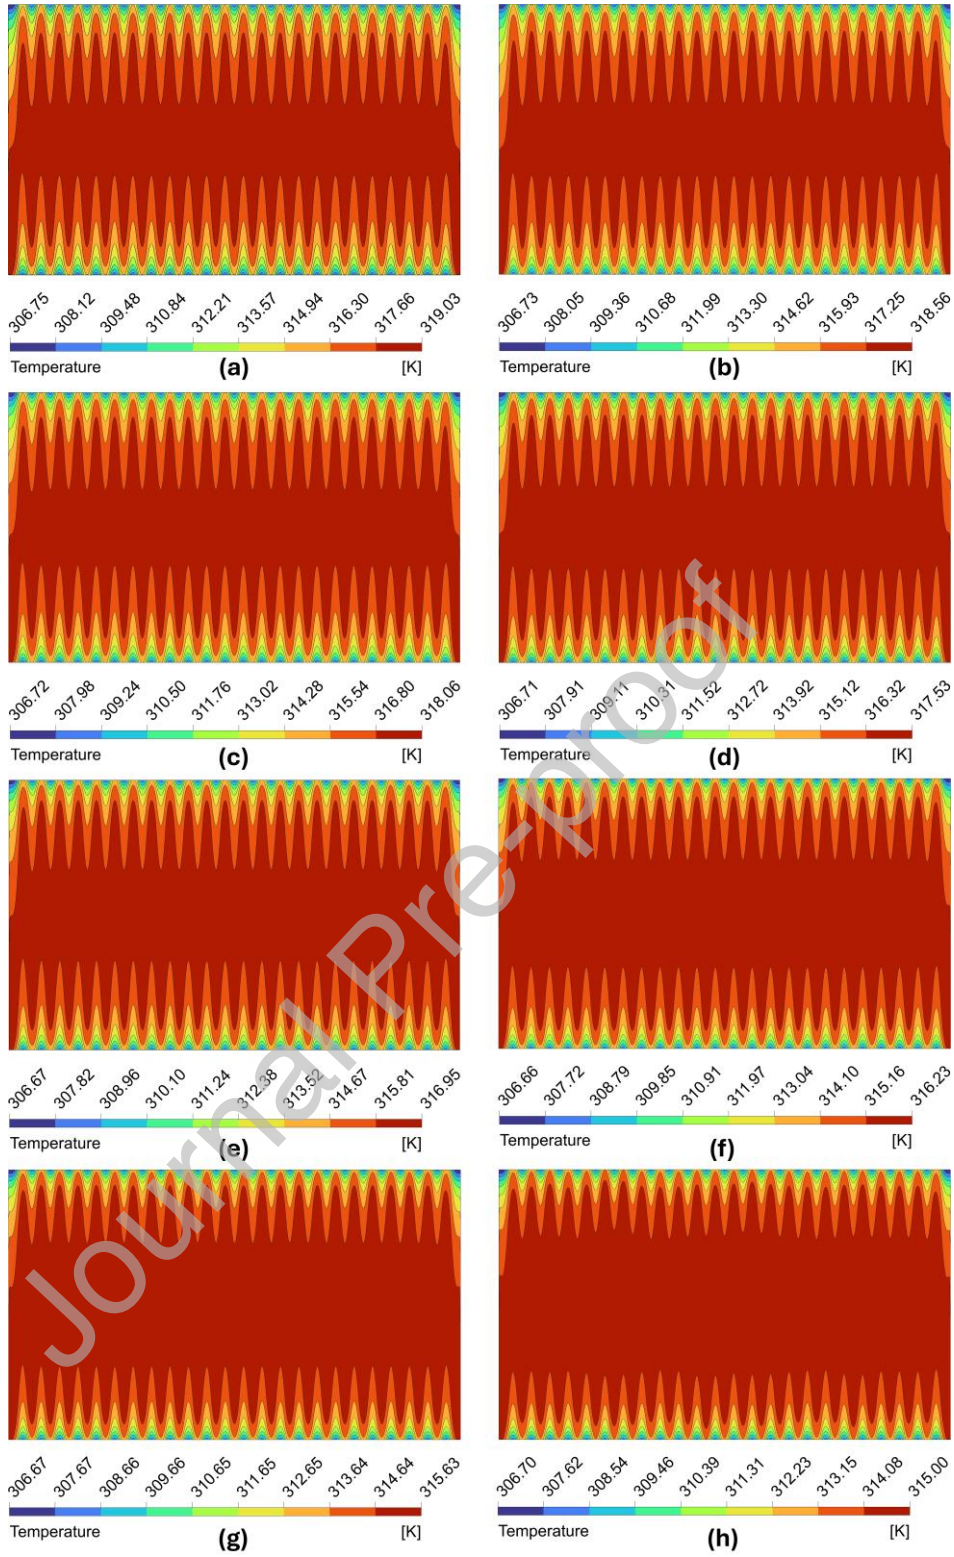 306.75 308.12 309.48 310.84 312.21 313.57 314.94 316.30 317.66 319.03
Temperature (a) [K]
306.73 308.05 309.36 310.68 311.99 313.30 314.62 315.93 317.25 318.56
Temperature (b) [K]
306.72 307.98 309.24 310.50 311.76 313.02 314.28 315.54 316.80 318.06
Temperature (c) [K]
306.71 307.91 309.11 310.31 311.52 312.72 313.92 315.12 316.32 317.53
Temperature (d) [K]
306.67 307.82 308.96 310.10 311.24 312.38 313.52 314.67 315.81 316.95
Temperature (e) [K]
306.66 307.72 308.79 309.85 310.91 311.97 313.04 314.10 315.16 316.23
Temperature (f) [K]
306.67 307.67 308.66 309.66 310.65 311.65 312.65 313.64 314.64 315.63
Temperature (g) [K]
306.70 307.62 308.54 309.46 310.39 311.31 312.23 313.15 314.08 315.00
Temperature (h) [K]
Journal Pre-proof